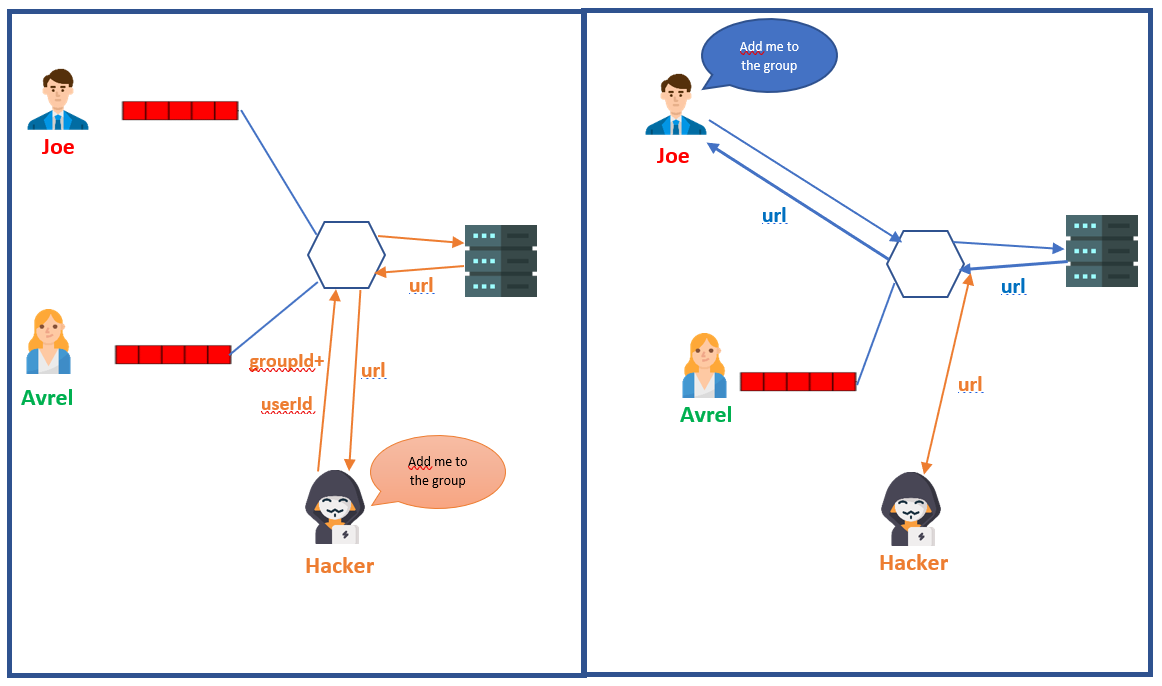 Joe
url
groupId+
url
userId
Avrel
Add me to
the group
Hacker
Add me to
the group
Joe
url
url
url
Avrel
Hacker